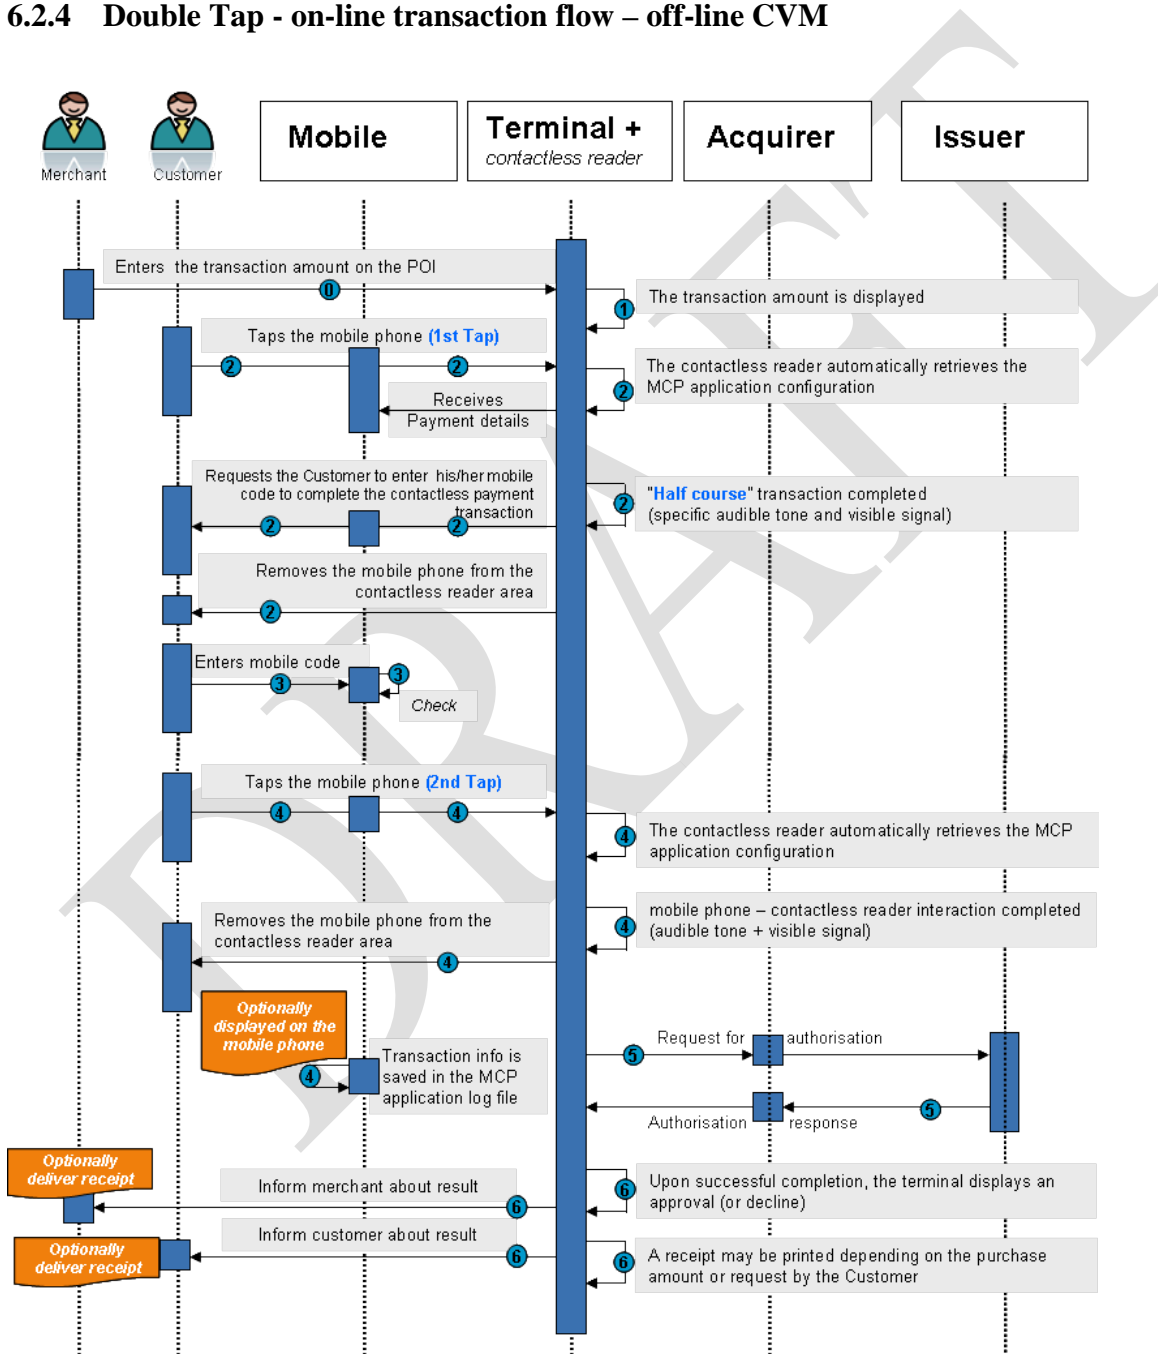 6.2.4 Double Tap - on-line transaction flow – off-line CVM
Merchant
Customer
Mobile
Terminal +
contactless reader
Acquirer
Issuer
Enters the transaction amount on the POI
0
1
The transaction amount is displayed
Taps the mobile phone (1st Tap)
2
2
2
The contactless reader automatically retrieves the
MCP application configuration
Receives
Payment details
Requests the Customer to enter his/her mobile
code to complete the contactless payment
transaction
2
2
2
"Half course" transaction completed
(specific audible tone and visible signal)
Removes the mobile phone from the
contactless reader area
2
Enters mobile code
3
3
Check
Taps the mobile phone (2nd Tap)
4
4
4
The contactless reader automatically retrieves the MCP
application configuration
Removes the mobile phone from the
contactless reader area
4
4
mobile phone – contactless reader interaction completed
(audible tone + visible signal)
Optionally
displayed on the
mobile phone
4
Transaction info is
saved in the MCP
application log file
Request for authorisation
5
5
Authorisation response
Optionally
deliver receipt
Inform merchant about result
6
6
Upon successful completion, the terminal displays an
approval (or decline)
Optionally
deliver receipt
Inform customer about result
6
6
A receipt may be printed depending on the purchase
amount or request by the Customer
DRAFT